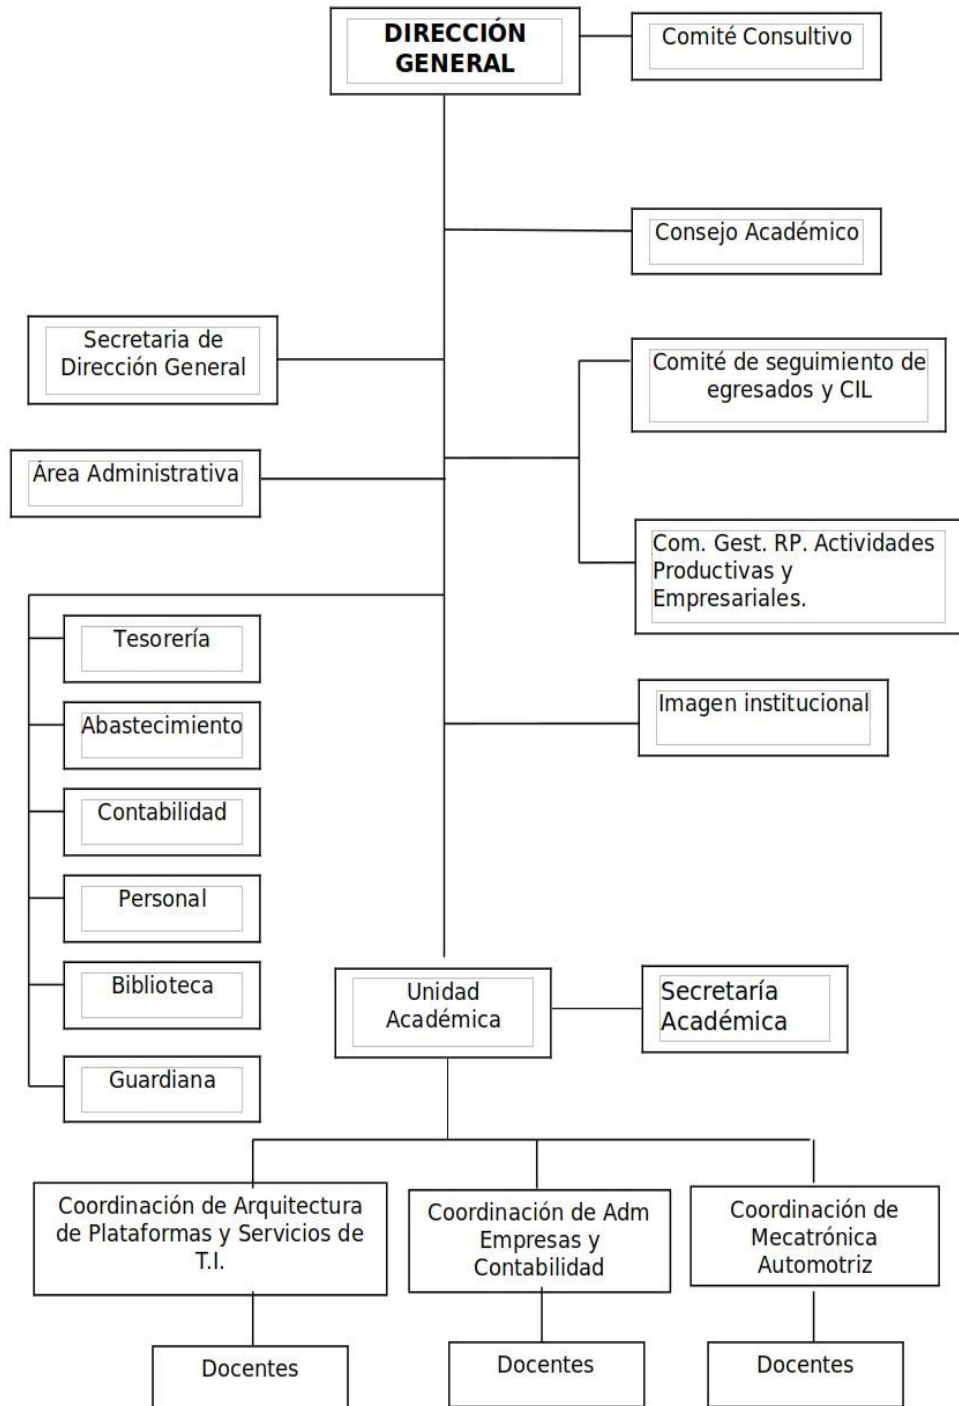 DIRECCIÓN
GENERAL
Comité Consultivo
Consejo Académico
Secretaria de
Dirección General
Comité de seguimiento de
egresados y CIL
Área Administrativa
Com. Gest. RP. Actividades
Productivas y
Empresariales.
Tesorería
Imagen institucional
Abastecimiento
Contabilidad
Personal
Biblioteca
Unidad
Académica
Secretaría
Académica
Guardiana
Coordinación de Arquitectura
de Plataformas y Servicios de
T.I.
Coordinación de Adm
Empresas y
Contabilidad
Coordinación de
Mecatrónica
Automotriz
Docentes
Docentes
Docentes